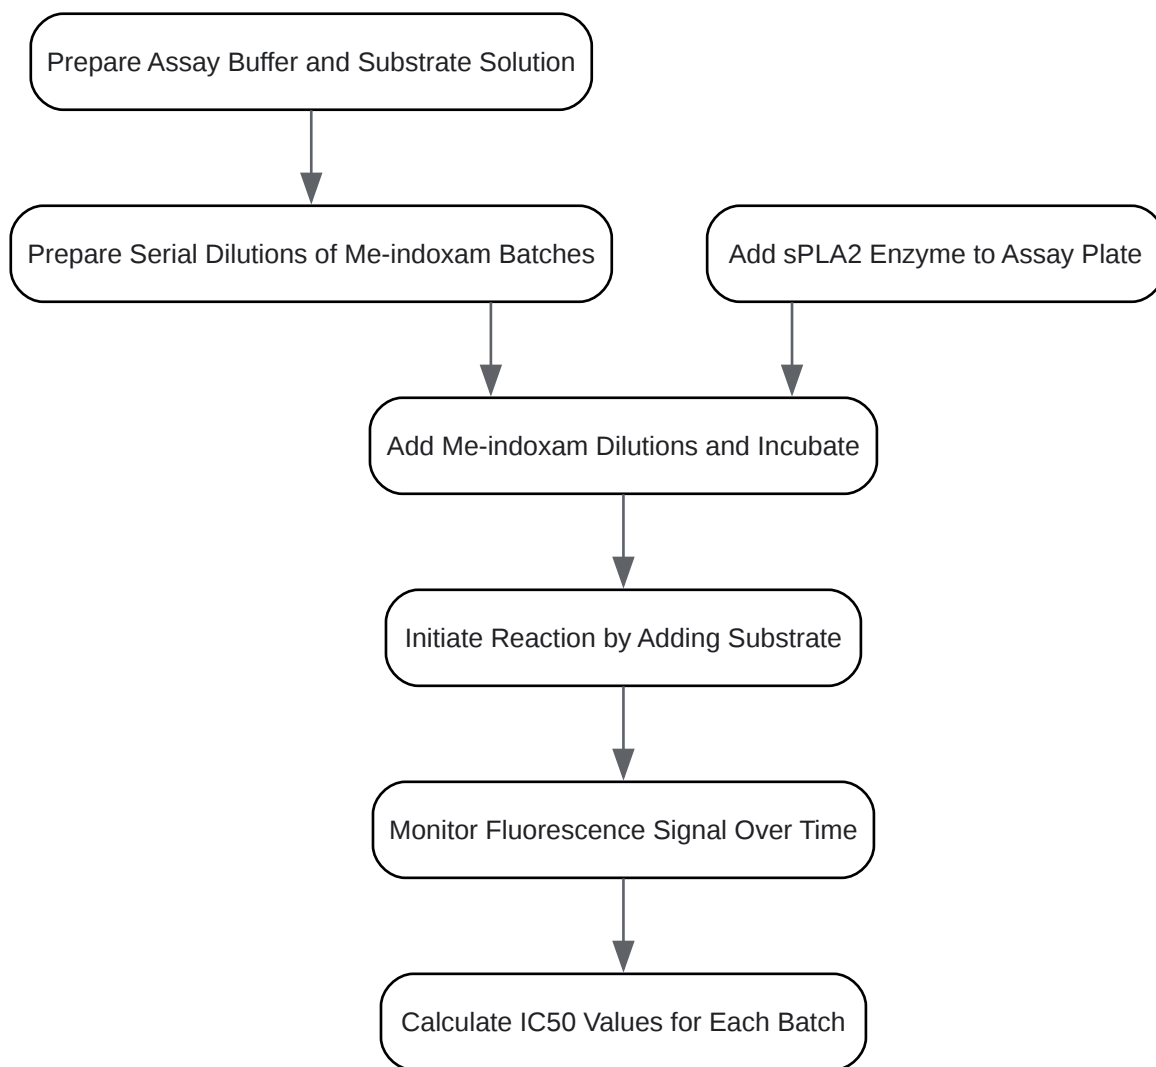 Prepare Assay Buffer and Substrate Solution
Prepare Serial Dilutions of Me-indoxam Batches
Add sPLA2 Enzyme to Assay Plate
Add Me-indoxam Dilutions and Incubate
Initiate Reaction by Adding Substrate
Monitor Fluorescence Signal Over Time
Calculate IC50 Values for Each Batch